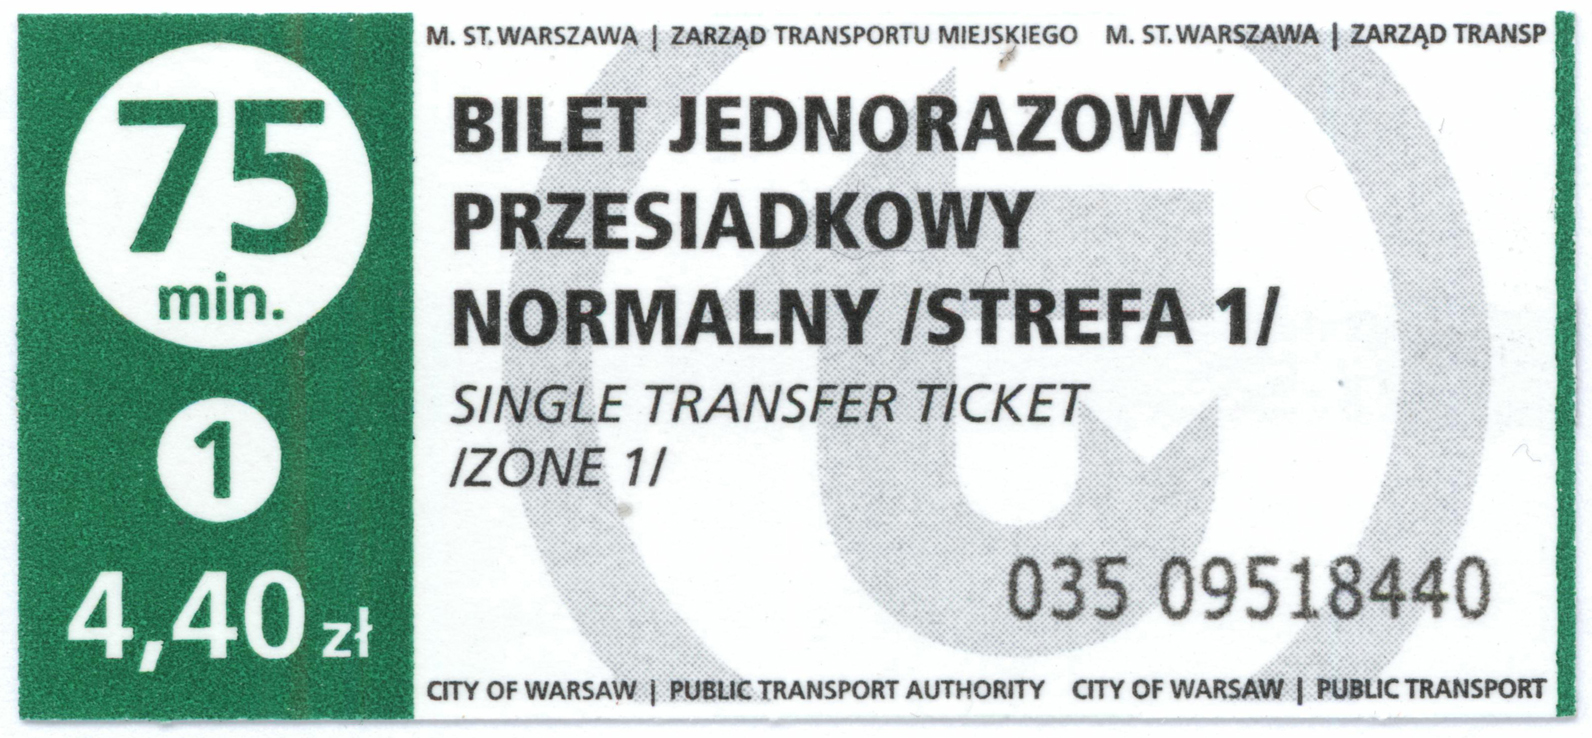 M. ST. WARSZAWA | ZARZĄD TRANSPORTU MIEJSKIEGO M. ST. WARSZAWA | ZARZĄD TRANSP
75
min.
1
4,40 zł
BILET JEDNORAZOWY
PRZESIADKOWY
NORMALNY /STREFA 1/
SINGLE TRANSFER TICKET
/ZONE 1/
035 09518440
CITY OF WARSAW | PUBLIC TRANSPORT AUTHORITY CITY OF WARSAW | PUBLIC TRANSPORT